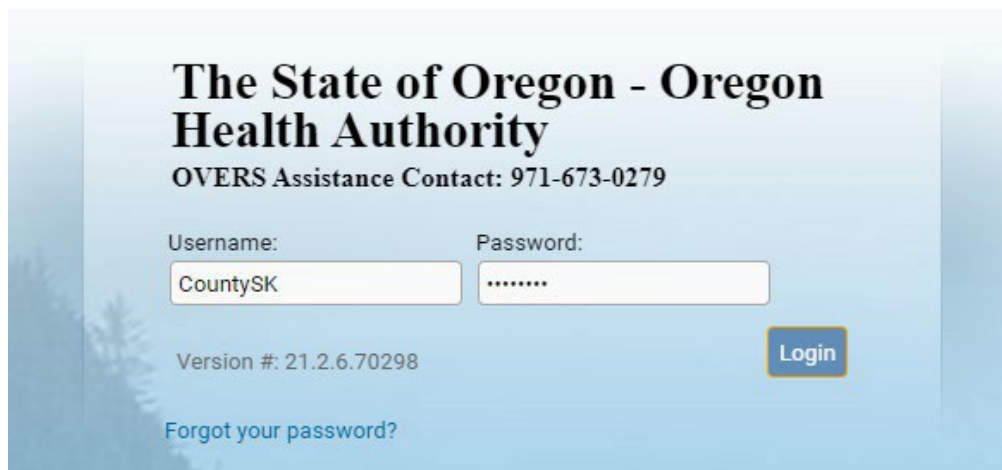 The State of Oregon - Oregon
Health Authority
OVERS Assistance Contact: 971-673-0279
Username:
Password:
CountySK
••••••••
Version #: 21.2.6.70298
Login
Forgot your password?